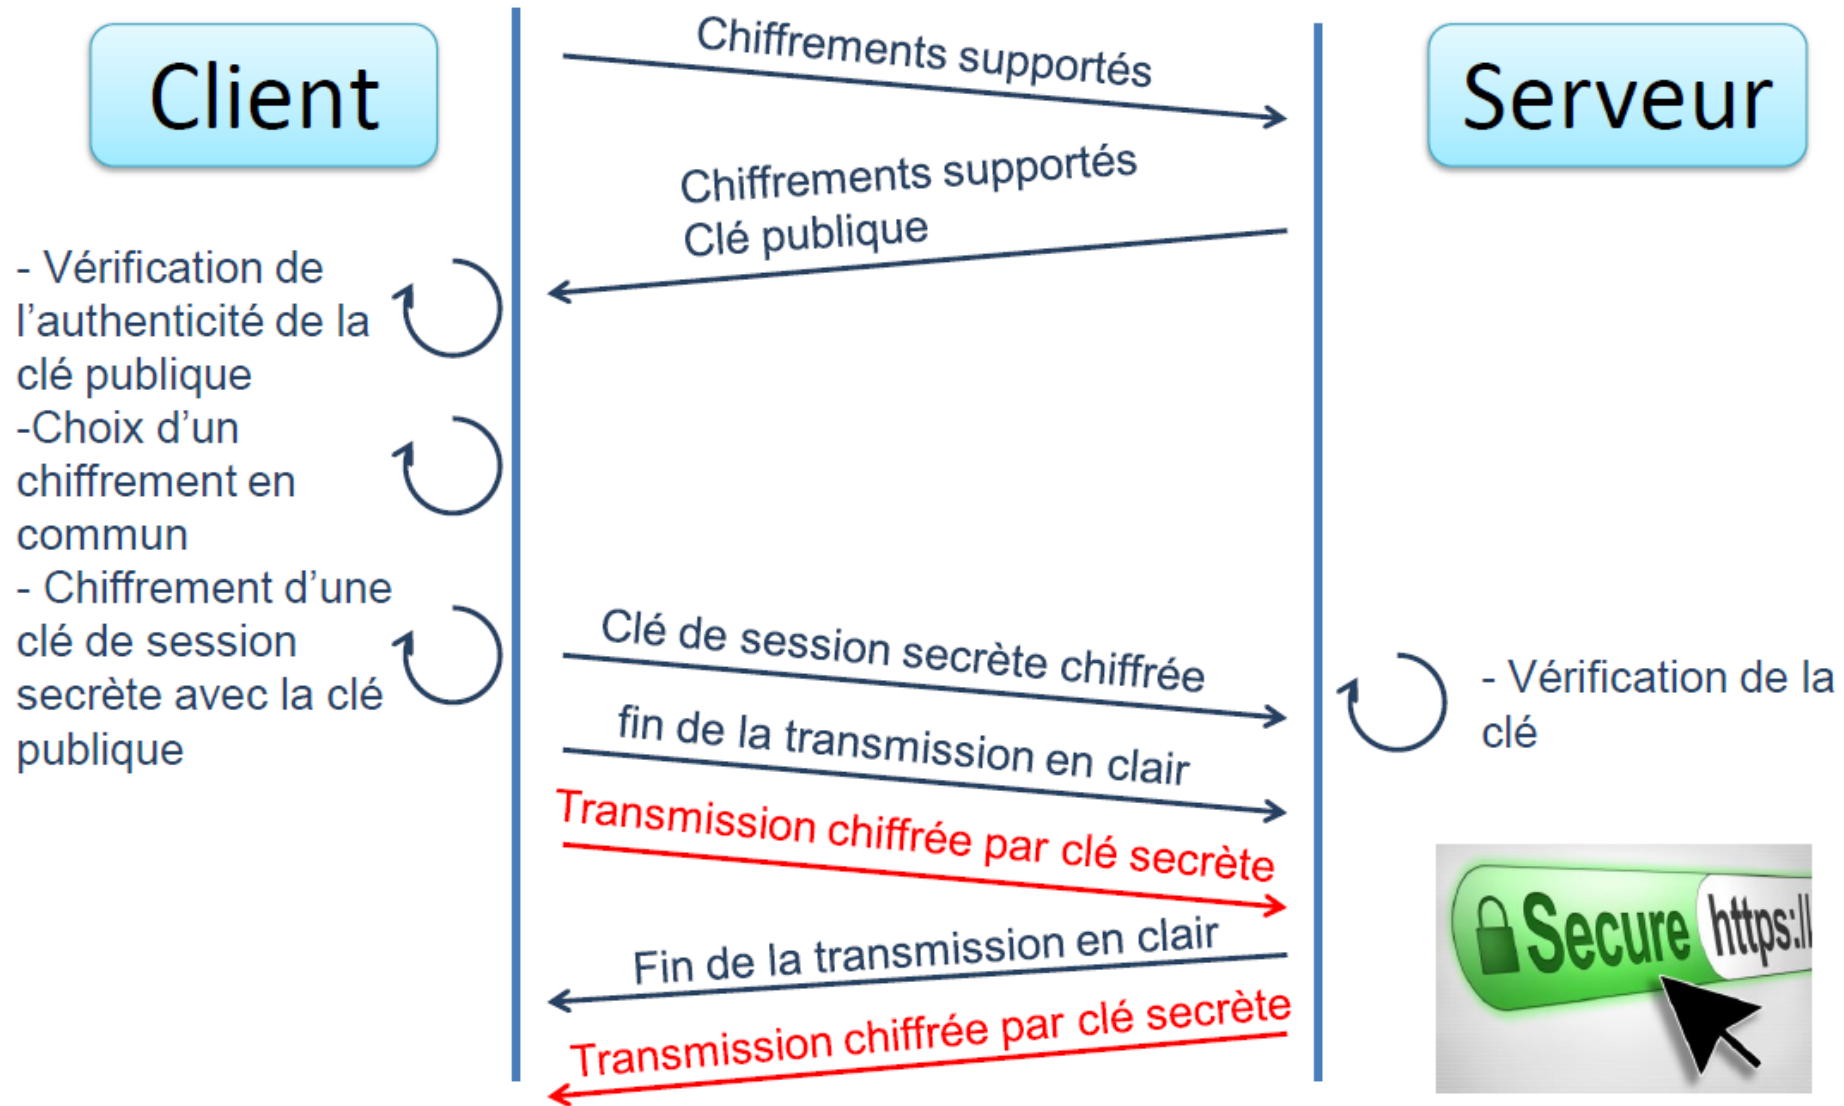 Client
Serveur
Chiffrements supportés
Chiffrements supportés
Clé publique
- Vérification de
l’authenticité de la
clé publique
-Choix d’un
chiffrement en
commun
- Chiffrement d’une
clé de session
secrète avec la clé
publique
Clé de session secrète chiffrée
- Vérification de la
clé
fin de la transmission en clair
Transmission chiffrée par clé secrète
Fin de la transmission en clair
Transmission chiffrée par clé secrète
Secure https:/